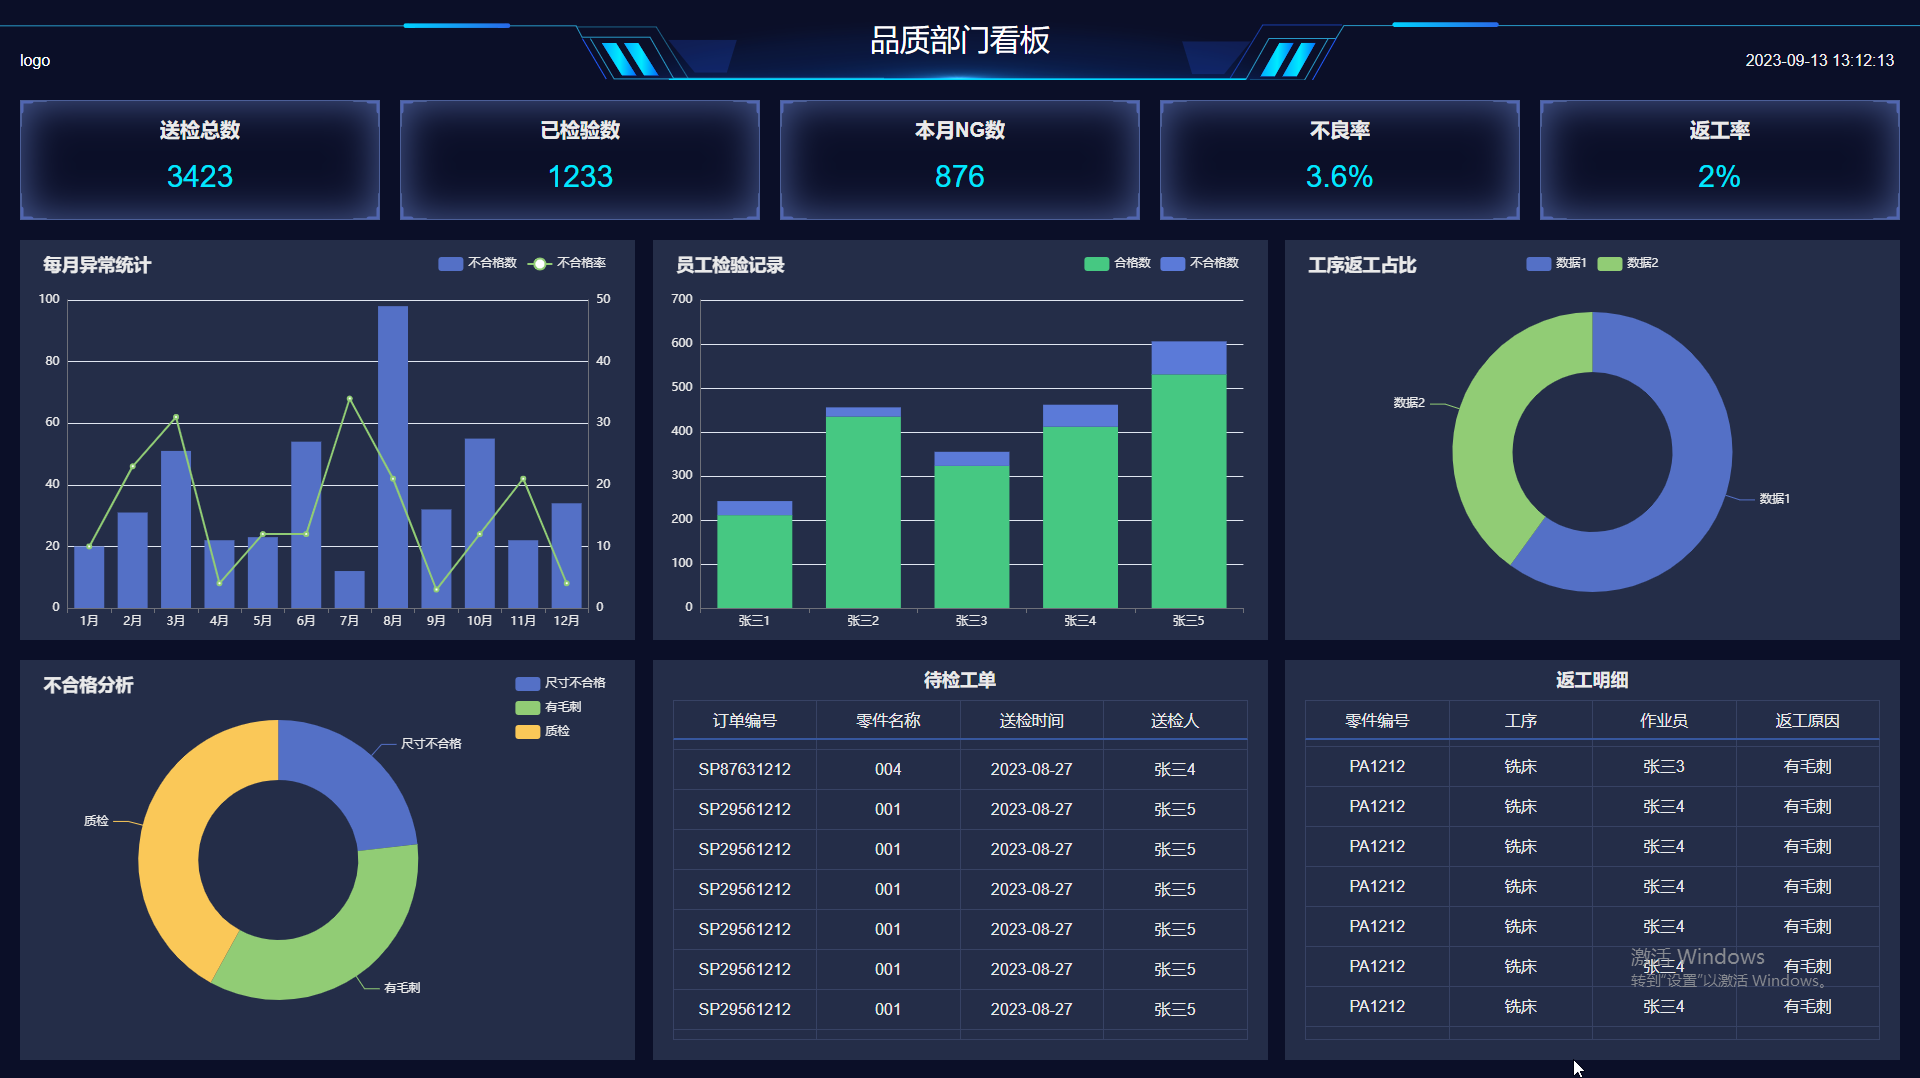 品质部门看板
logo
2023-09-13 13:12:13
送检总数
3423
已检验数
1233
本月NG数
876
不良率
3.6%
返工率
2%
每月异常统计
不合格数 不合格率
100 50
80 40
60 30
40 20
20 10
0 0
1月 2月 3月 4月 5月 6月 7月 8月 9月 10月 11月 12月
员工检验记录
合格数 不合格数
700
600
500
400
300
200
100
0
张三1 张三2 张三3 张三4 张三5
工序返工占比
数据1 数据2
数据2
数据1
不合格分析
尺寸不合格
有毛刺
质检
尺寸不合格
质检
有毛刺
待检工单
订单编号 零件名称 送检时间 送检人
SP87631212 004 2023-08-27 张三4
SP29561212 001 2023-08-27 张三5
SP29561212 001 2023-08-27 张三5
SP29561212 001 2023-08-27 张三5
SP29561212 001 2023-08-27 张三5
SP29561212 001 2023-08-27 张三5
SP29561212 001 2023-08-27 张三5
返工明细
零件编号 工序 作业员 返工原因
PA1212 铣床 张三3 有毛刺
PA1212 铣床 张三4 有毛刺
PA1212 铣床 张三4 有毛刺
PA1212 铣床 张三4 有毛刺
PA1212 铣床 张三4 有毛刺
PA1212 铣床 张三4 有毛刺
PA1212 铣床 张三4 有毛刺
激活 Windows
转到“设置”以激活 Windows。